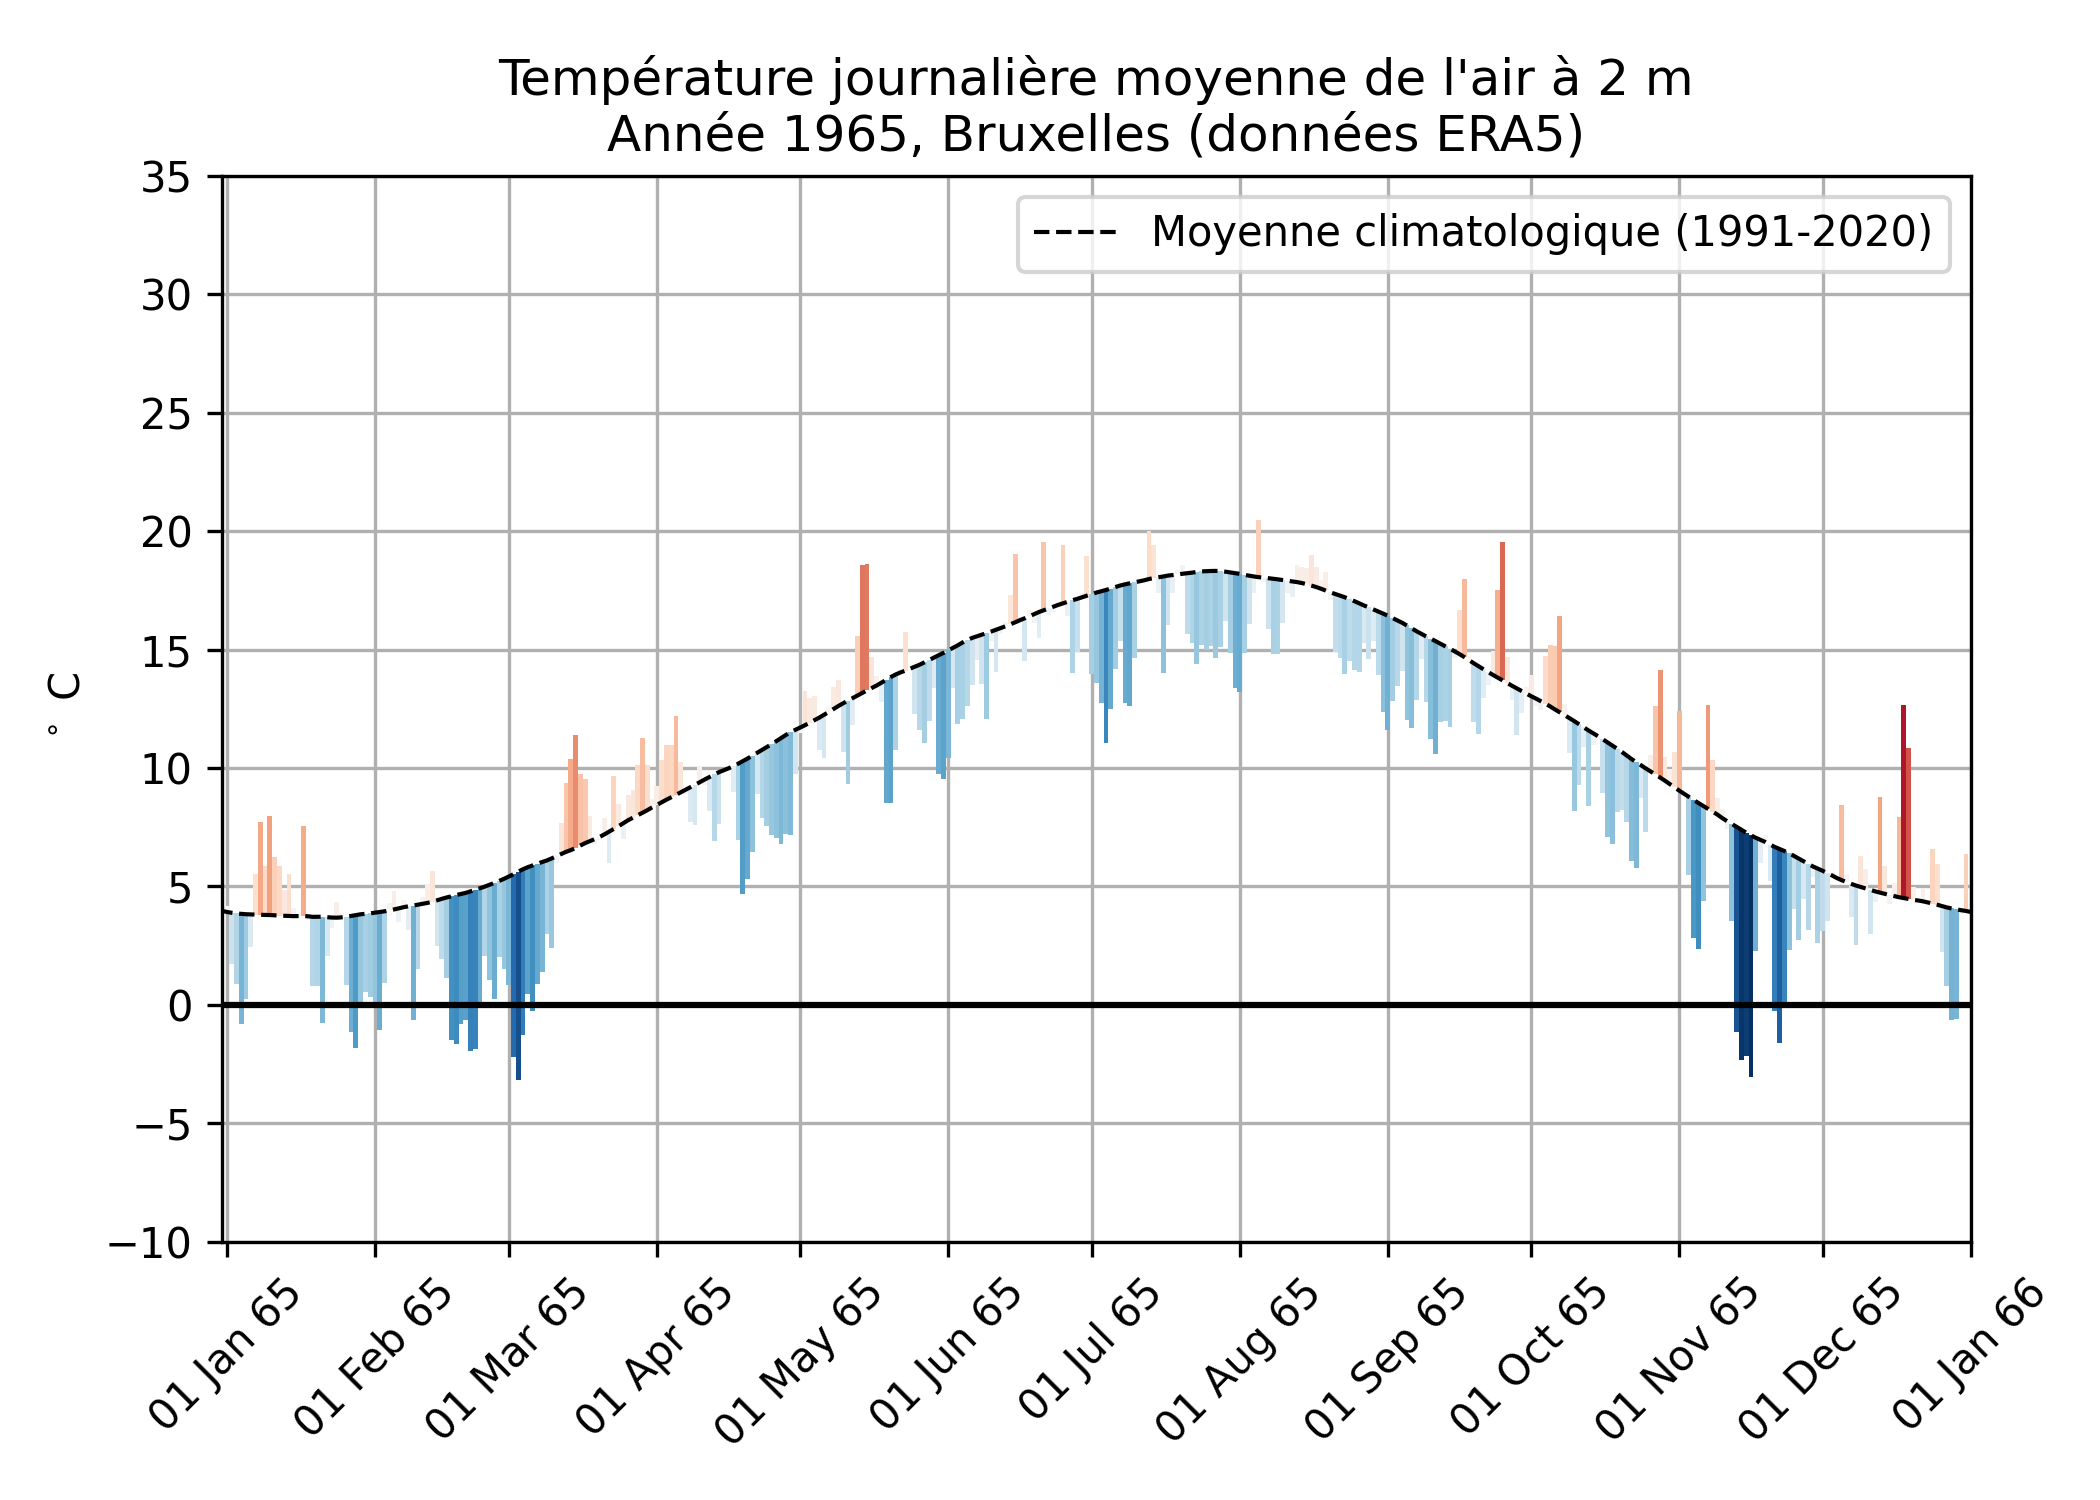 Température journalière moyenne de l'air à 2 m
Année 1965, Bruxelles (données ERA5)
Moyenne climatologique (1991-2020)
° C
35
30
25
20
15
10
5
0
−5
−10
01 Jan 65
01 Feb 65
01 Mar 65
01 Apr 65
01 May 65
01 Jun 65
01 Jul 65
01 Aug 65
01 Sep 65
01 Oct 65
01 Nov 65
01 Dec 65
01 Jan 66